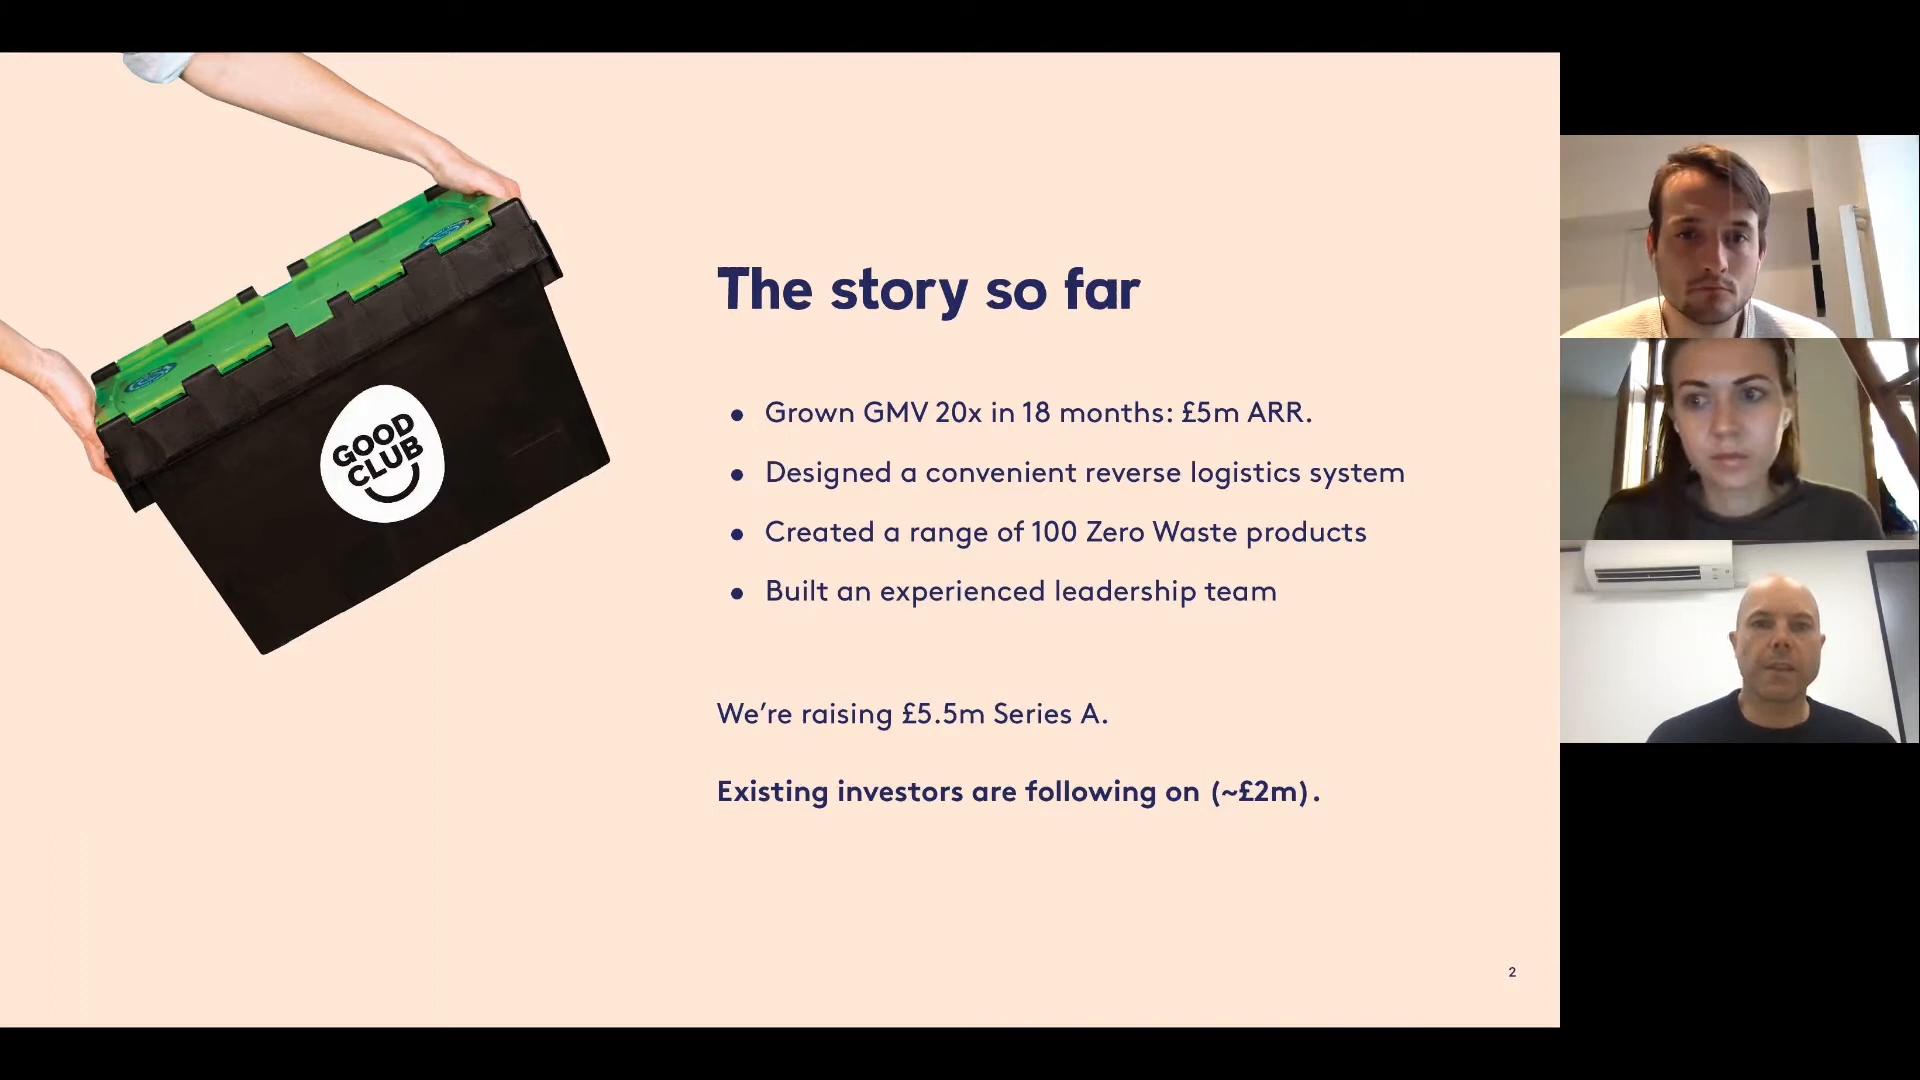 GOOD
CLUB
The story so far
● Grown GMV 20x in 18 months: £5m ARR.
● Designed a convenient reverse logistics system
● Created a range of 100 Zero Waste products
● Built an experienced leadership team
We’re raising £5.5m Series A.
Existing investors are following on (~£2m).
2